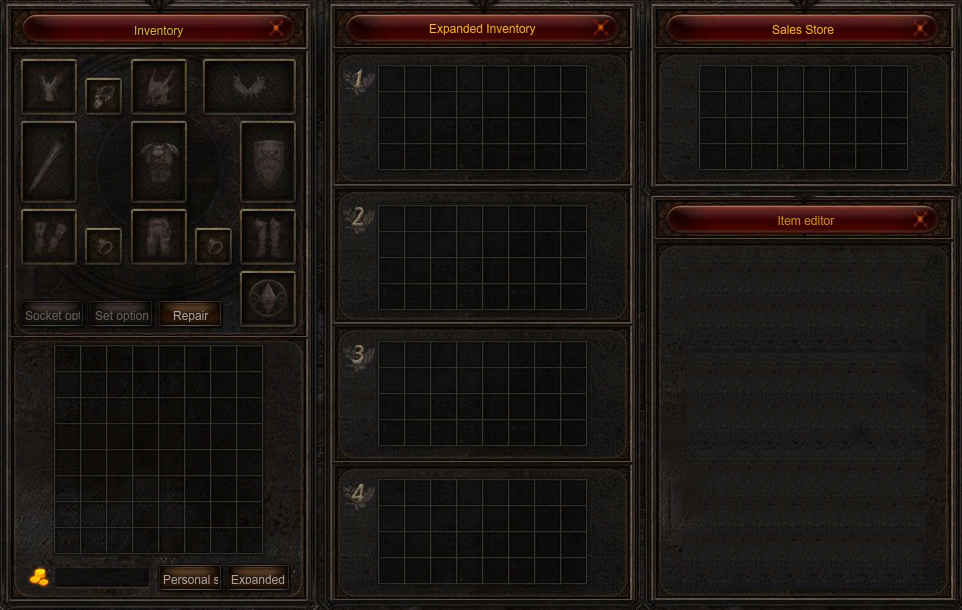 Inventory
Socket opt
Set option
Repair
Personal s
Expanded
Expanded Inventory
1
2
3
4
Sales Store
Item editor